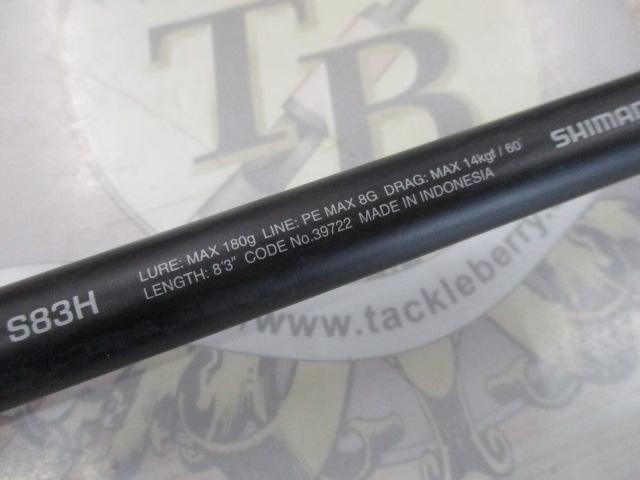 TB
SHIMAN
LURE: MAX 180g LINE: PE MAX 8G DRAG: MAX 14kgf / 60°
LENGTH: 8'3" CODE No.39722 MADE IN INDONESIA
S83H
www.tackleberry.